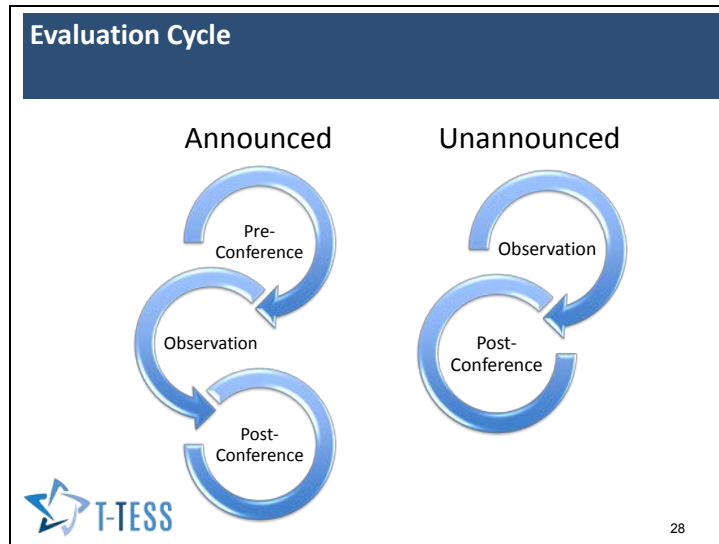 Evaluation Cycle
Announced
Pre-
Conference
Observation
Post-
Conference
Unannounced
Observation
Post-
Conference
T-TESS
28